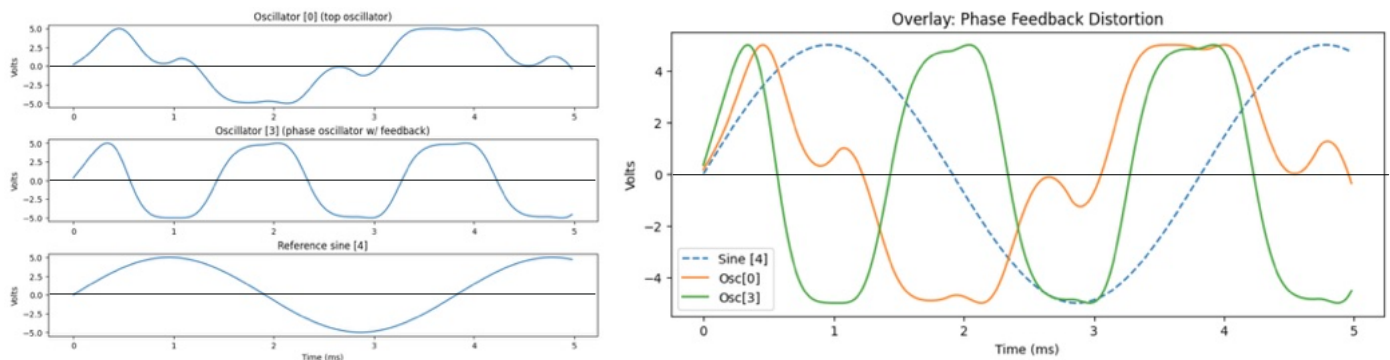 Oscillator [0] (top oscillator)
5.0
2.5
0.0
−2.5
−5.0
Volts
0 1 2 3 4 5
Oscillator [3] (phase oscillator w/ feedback)
5.0
2.5
0.0
−2.5
−5.0
Volts
0 1 2 3 4 5
Reference sine [4]
5.0
2.5
0.0
−2.5
−5.0
Volts
0 1 2 3 4 5
Time (ms)
Overlay: Phase Feedback Distortion
4
2
0
−2
−4
Volts
Sine [4]
Osc[0]
Osc[3]
0 1 2 3 4 5
Time (ms)